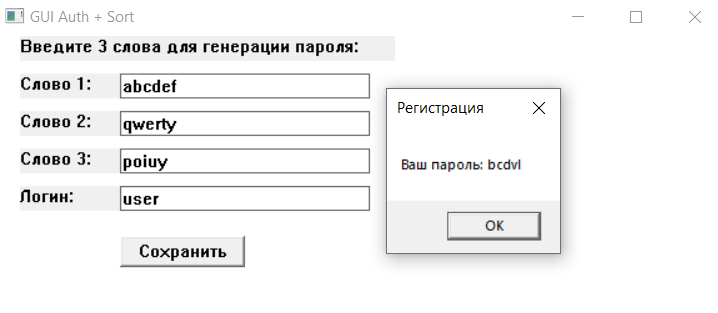 GUI Auth + Sort
Введите 3 слова для генерации пароля:
Слово 1: abcdef
Слово 2: qwerty
Слово 3: poiuy
Логин: user
Сохранить
Регистрация
Ваш пароль: bcdvl
OK